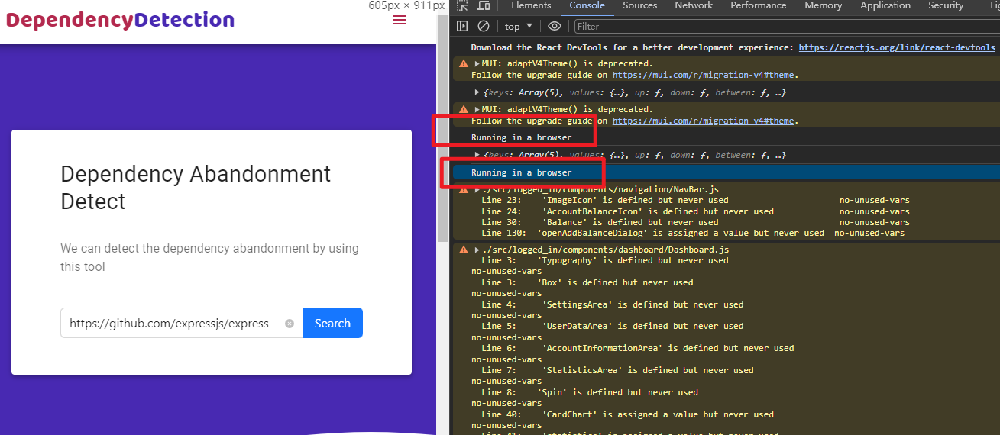 605px × 911px
DependencyDetection
Dependency Abandonment
Detect
We can detect the dependency abandonment by using
this tool
https://github.com/expressjs/express
Search
Elements Console Sources Network Performance Memory Application Security
top
Filter
Download the React DevTools for a better development experience: https://reactjs.org/link/react-devtools
MUI: adaptV4Theme() is deprecated.
Follow the upgrade guide on https://mui.com/r/migration-v4#theme.
{keys: Array(5), values: {…}, up: ƒ, down: ƒ, between: ƒ, …}
MUI: adaptV4Theme() is deprecated.
Follow the upgrade guide on https://mui.com/r/migration-v4#theme.
Running in a browser
{keys: Array(5), values: {…}, up: ƒ, down: ƒ, between: ƒ, …}
Running in a browser
./src/logged_in/components/navigation/NavBar.js
Line 23: 'ImageIcon' is defined but never used no-unused-vars
Line 24: 'AccountBalanceIcon' is defined but never used no-unused-vars
Line 30: 'Balance' is defined but never used no-unused-vars
Line 130: 'openAddBalanceDialog' is assigned a value but never used no-unused-vars
./src/logged_in/components/dashboard/Dashboard.js
Line 3: 'Typography' is defined but never used
no-unused-vars
Line 3: 'Box' is defined but never used
no-unused-vars
Line 4: 'SettingsArea' is defined but never used
no-unused-vars
Line 5: 'UserDataArea' is defined but never used
no-unused-vars
Line 6: 'AccountInformationArea' is defined but never used
no-unused-vars
Line 7: 'StatisticsArea' is defined but never used
no-unused-vars
Line 8: 'Spin' is defined but never used
no-unused-vars
Line 40: 'CardChart' is assigned a value but never used
no-unused-vars